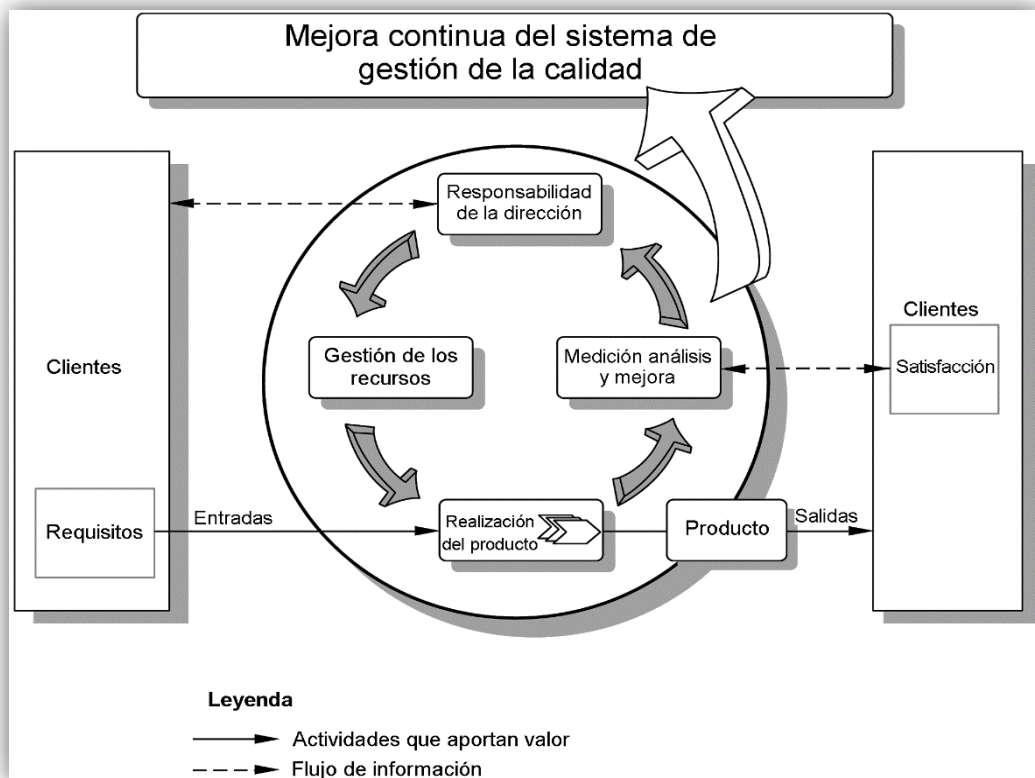 Mejora continua del sistema de
gestión de la calidad
Responsabilidad
de la dirección
Clientes
Gestión de los
recursos
Medición análisis
y mejora
Clientes
Satisfacción
Requisitos
Entradas
Realización
del producto
Producto
Salidas
Leyenda
Actividades que aportan valor
Flujo de información